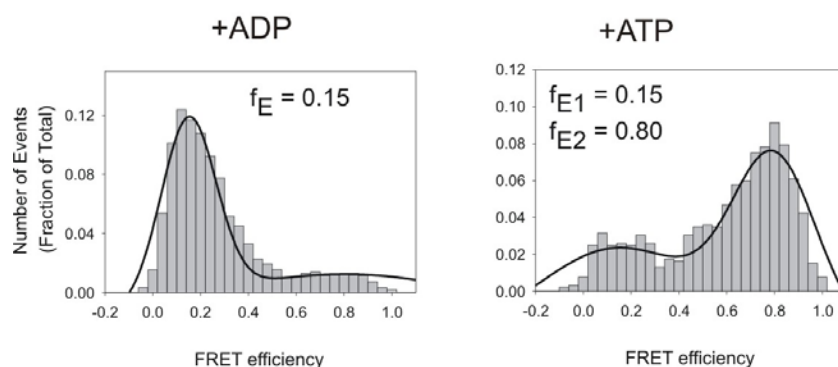 +ADP
+ATP
f_E = 0.15
f_E1 = 0.15
f_E2 = 0.80
Number of Events
(Fraction of Total)
0.12
0.08
0.04
0.00
-0.2 0.0 0.2 0.4 0.6 0.8 1.0
FRET efficiency
0.12
0.10
0.08
0.06
0.04
0.02
0.00
-0.2 0.0 0.2 0.4 0.6 0.8 1.0
FRET efficiency